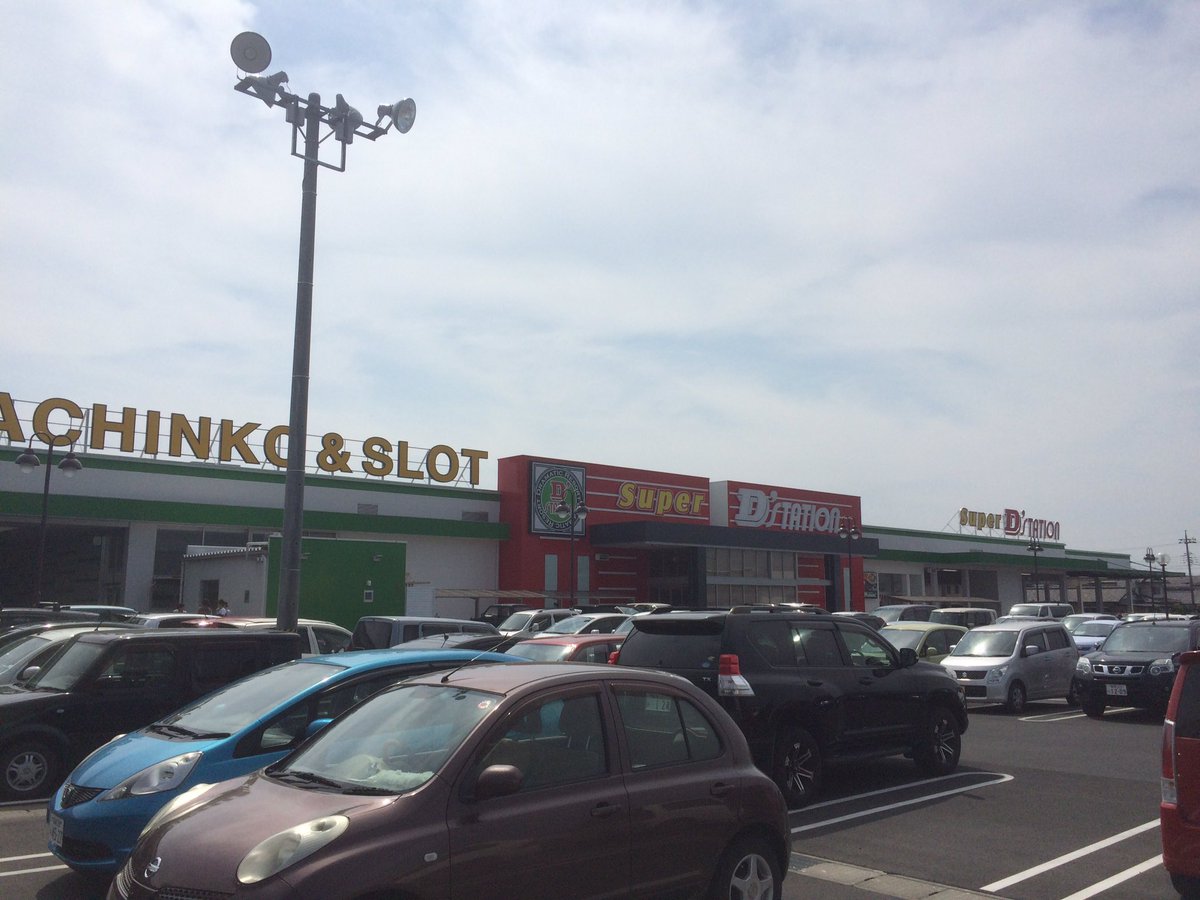 ACHINKO & SLOT
Super
D'STATION
Super D'STATION